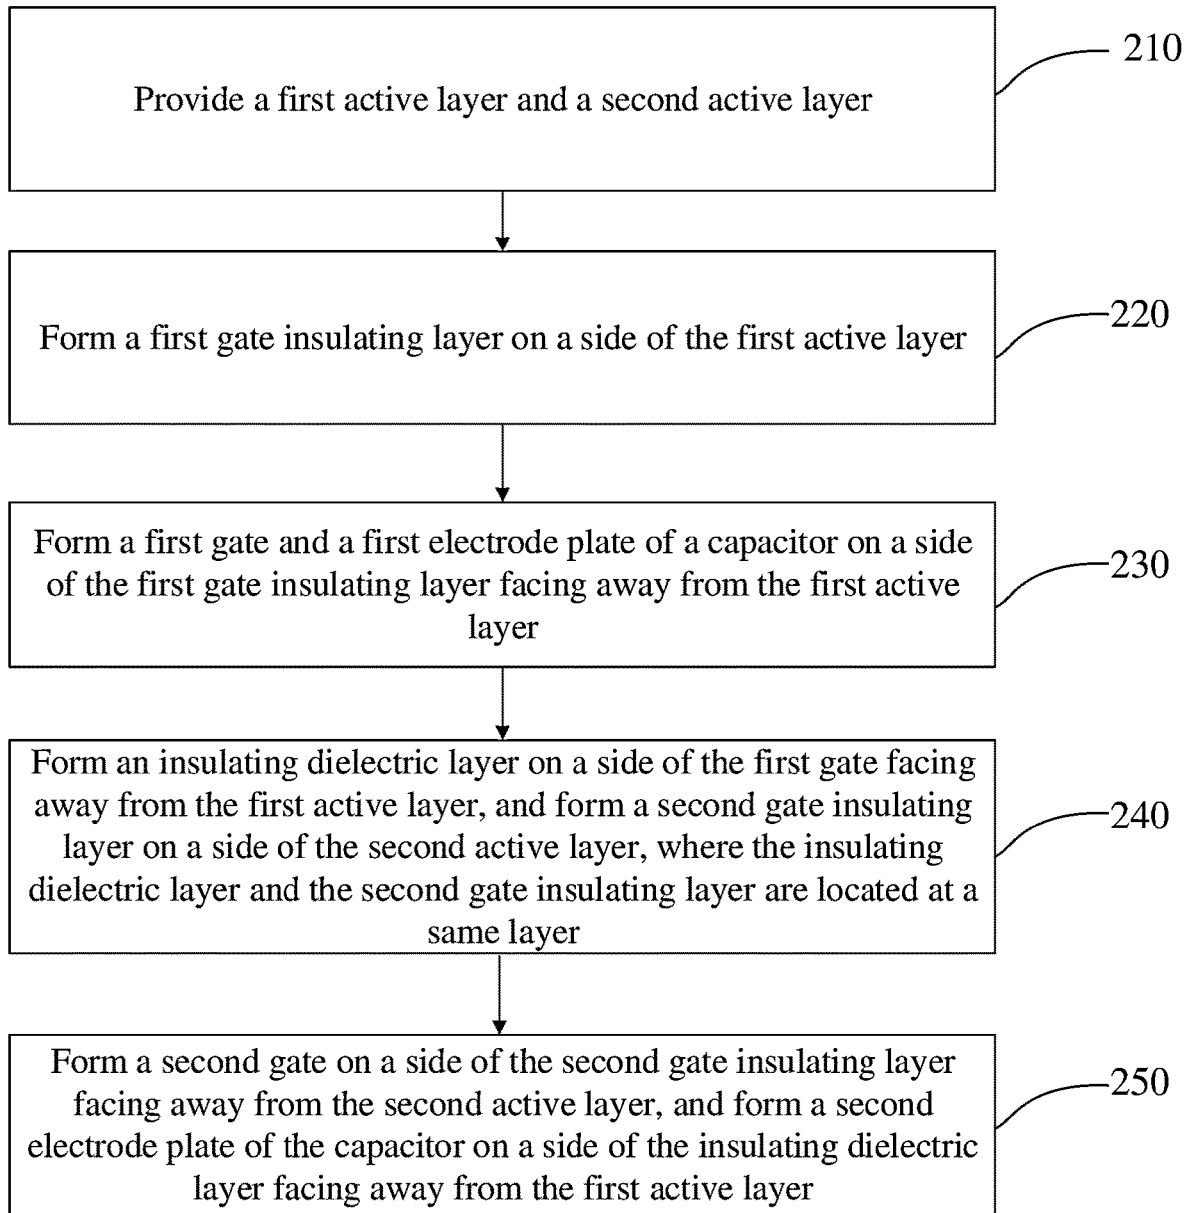 Provide a first active layer and a second active layer
210
Form a first gate insulating layer on a side of the first active layer
220
Form a first gate and a first electrode plate of a capacitor on a side
of the first gate insulating layer facing away from the first active
layer
230
Form an insulating dielectric layer on a side of the first gate facing
away from the first active layer, and form a second gate insulating
layer on a side of the second active layer, where the insulating
dielectric layer and the second gate insulating layer are located at a
same layer
240
Form a second gate on a side of the second gate insulating layer
facing away from the second active layer, and form a second
electrode plate of the capacitor on a side of the insulating dielectric
layer facing away from the first active layer
250